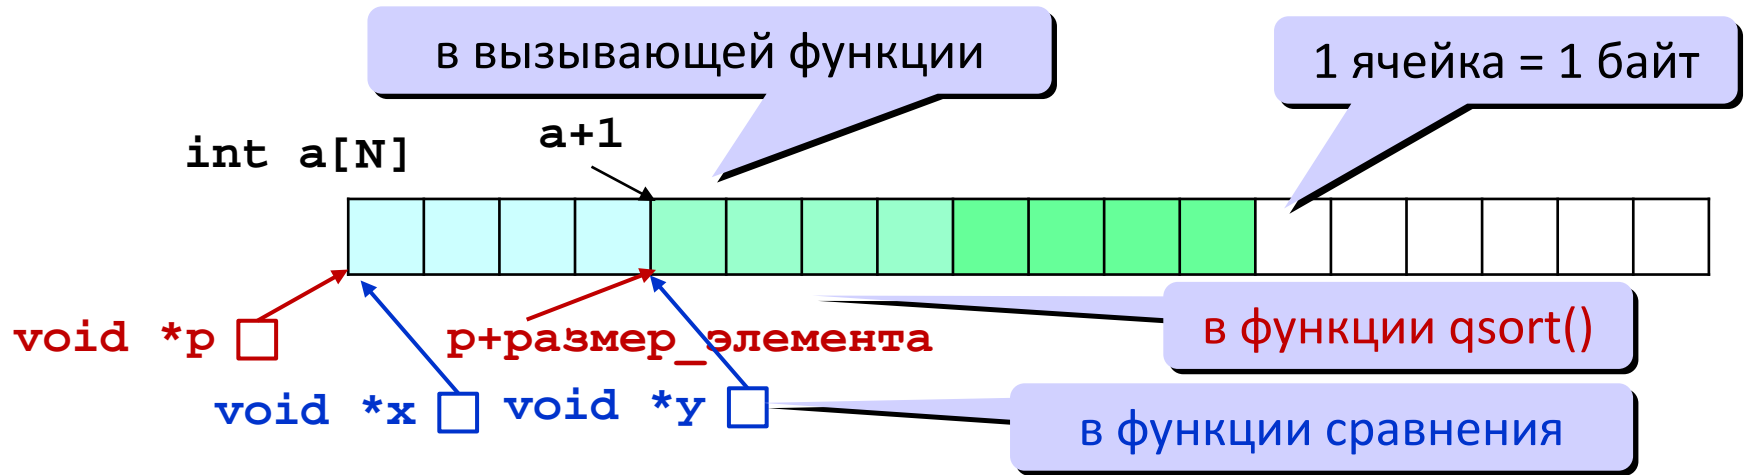 в вызывающей функции
1 ячейка = 1 байт
a+1
int a[N]
void *p
p+размер_элемента
в функции qsort()
void *x
void *y
в функции сравнения